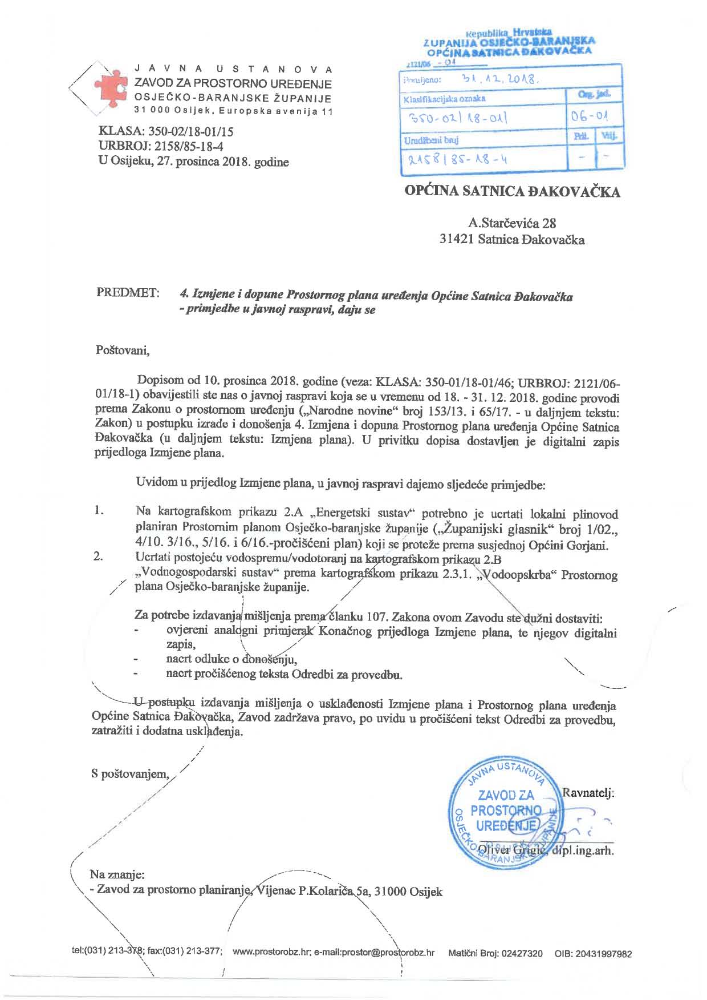 Republika Hrvatska
ŽUPANIJA OSJEČKO-BARANJSKA
OPĆINA SATNICA ĐAKOVAČKA
2121/06 - 01
Primljeno: 31.12.2018.
Klasifikacijska oznaka Org. jed.
350-02/18-01/ 06-01
Urudžbeni broj Pril. Vrij.
2158/85-18-4 - -
JAVNA USTANOVA
ZAVOD ZA PROSTORNO UREĐENJE
OSJEČKO-BARANJSKE ŽUPANIJE
31 000 Osijek, Europska avenija 11
KLASA: 350-02/18-01/15
URBROJ: 2158/85-18-4
U Osijeku, 27. prosinca 2018. godine
OPĆINA SATNICA ĐAKOVAČKA
A.Starčevića 28
31421 Satnica Đakovačka
PREDMET: 4. Izmjene i dopune Prostornog plana uređenja Općine Satnica Đakovačka
- primjedbe u javnoj raspravi, daju se
Poštovani,
Dopisom od 10. prosinca 2018. godine (veza: KLASA: 350-01/18-01/46; URBROJ: 2121/06-
01/18-1) obavijestili ste nas o javnoj raspravi koja se u vremenu od 18. - 31. 12. 2018. godine provodi
prema Zakonu o prostornom uređenju („Narodne novine“ broj 153/13. i 65/17. - u daljnjem tekstu:
Zakon) u postupku izrade i donošenja 4. Izmjena i dopuna Prostornog plana uređenja Općine Satnica
Đakovačka (u daljnjem tekstu: Izmjena plana). U privitku dopisa dostavljen je digitalni zapis
prijedloga Izmjene plana.
Uvidom u prijedlog Izmjene plana, u javnoj raspravi dajemo sljedeće primjedbe:
1. Na kartografskom prikazu 2.A „Energetski sustav“ potrebno je ucrtati lokalni plinovod
planiran Prostornim planom Osječko-baranjske županije („Županijski glasnik“ broj 1/02.,
4/10. 3/16., 5/16. i 6/16.-pročišćeni plan) koji se proteže prema susjednoj Općini Gorjani.
2. Ucrtati postojeću vodospremu/vodotoranj na kartografskom prikazu 2.B
„Vodnogospodarski sustav“ prema kartografskom prikazu 2.3.1. „Vodoopskrba“ Prostornog
plana Osječko-baranjske županije.
Za potrebe izdavanja mišljenja prema članku 107. Zakona ovom Zavodu ste dužni dostaviti:
- ovjereni analogni primjerak Konačnog prijedloga Izmjene plana, te njegov digitalni
zapis,
- nacrt odluke o donošenju,
- nacrt pročišćenog teksta Odredbi za provedbu.
U postupku izdavanja mišljenja o usklađenosti Izmjene plana i Prostornog plana uređenja
Općine Satnica Đakovačka, Zavod zadržava pravo, po uvidu u pročišćeni tekst Odredbi za provedbu,
zatražiti i dodatna usklađenja.
S poštovanjem,
JAVNA USTANOVA
ZAVOD ZA
PROSTORNO
UREĐENJE
OSIJEK
OSJEČKO-BARANJSKE ŽUPANIJE
Ravnatelj:
Oliver Grigić, dipl.ing.arh.
Na znanje:
- Zavod za prostorno planiranje, Vijenac P.Kolarića 5a, 31000 Osijek
tel:(031) 213-378; fax:(031) 213-377; www.prostorobz.hr; e-mail:prostor@prostorobz.hr Matični Broj: 02427320 OIB: 20431997982